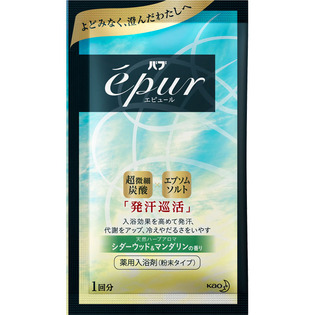 よどみなく、澄んだわたしへ
バブ
épur
エピュール
超微細
炭酸
エプソム
ソルト
「発汗巡活」
入浴効果を高めて発汗、
代謝をアップ、冷えやだるさをいやす
天然ハーブアロマ
シダーウッド&マンダリンの香り
薬用入浴剤(粉末タイプ)
1回分
Kao